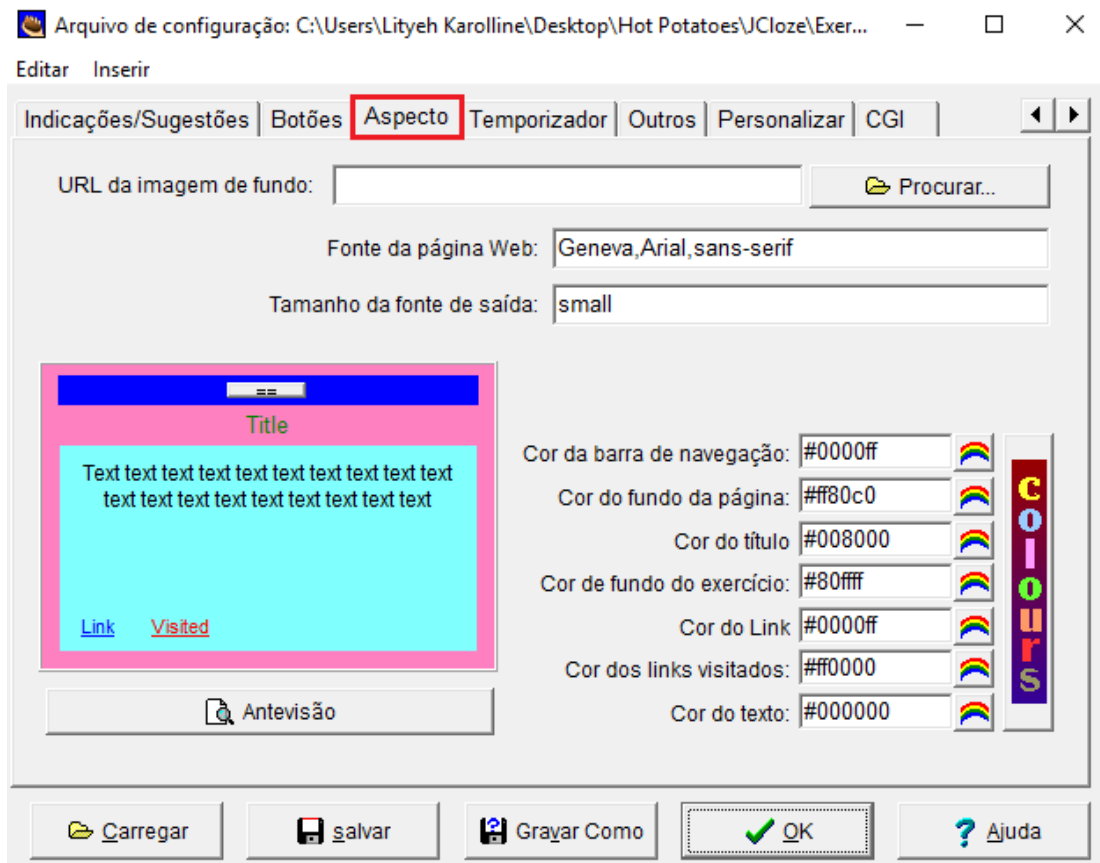 Arquivo de configuração: C:\Users\Lityeh Karolline\Desktop\Hot Potatoes\JCloze\Exer...
Editar Inserir
Indicações/Sugestões Botões Aspecto Temporizador Outros Personalizar CGI
URL da imagem de fundo: Procurar...
Fonte da página Web: Geneva,Arial,sans-serif
Tamanho da fonte de saída: small
==
Title
Text text text text text text text text text text
text text text text text text text text text
Link Visited
Cor da barra de navegação: #0000ff
Cor do fundo da página: #ff80c0
Cor do título #008000
Cor de fundo do exercício: #80ffff
Cor do Link #0000ff
Cor dos links visitados: #ff0000
Cor do texto: #000000
colours
Antevisão
Carregar salvar Gravar Como OK Ajuda